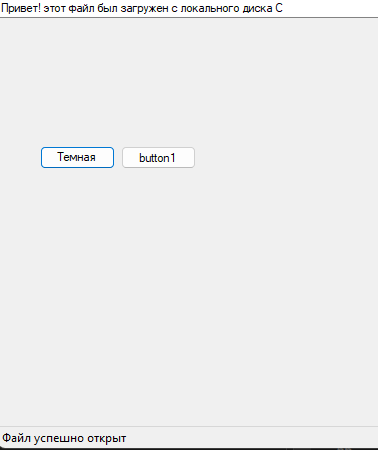 Привет! этот файл был загружен с локального диска С
Темная
button1
Файл успешно открыт